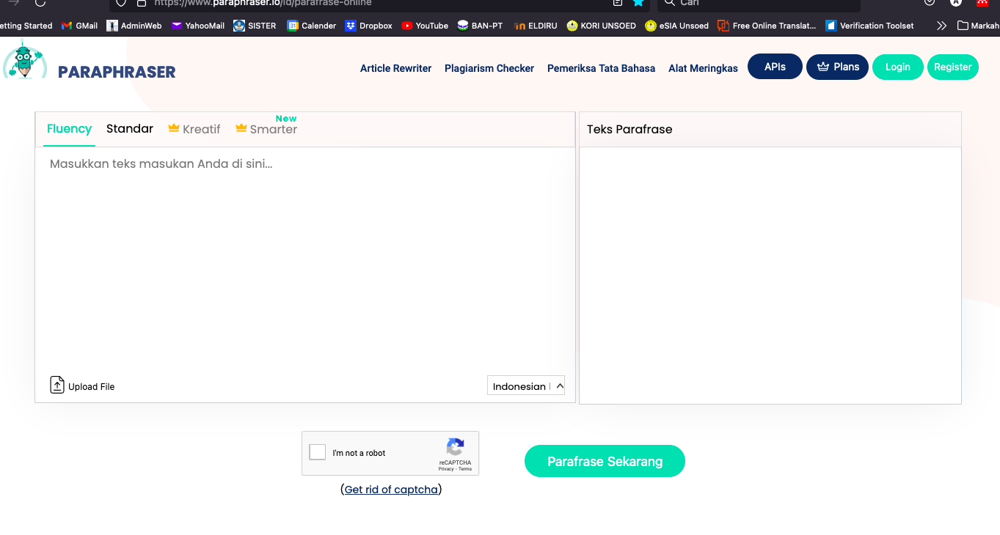 https://www.paraphraser.io/id/parafrase-online
Cari
etting Started GMail AdminWeb YahooMail SISTER Calender Dropbox YouTube BAN-PT ELDIRU KORI UNSOED eSIA Unsoed Free Online Translat... Verification Toolset Markah
PARAPHRASER
Article Rewriter Plagiarism Checker Pemeriksa Tata Bahasa Alat Meringkas APIs Plans Login Register
New
Fluency Standar Kreatif Smarter
Teks Parafrase
Masukkan teks masukan Anda di sini...
Upload File
Indonesian
I'm not a robot
reCAPTCHA
Privacy - Terms
Parafrase Sekarang
(Get rid of captcha)